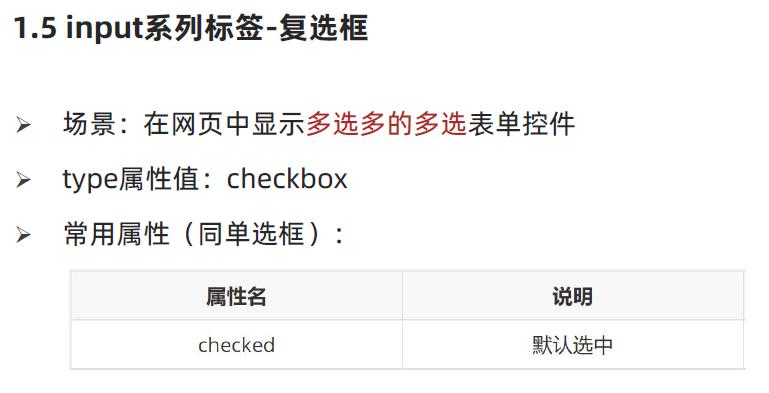 1.5 input系列标签-复选框
➢ 场景：在网页中显示多选多的多选表单控件
➢ type属性值：checkbox
➢ 常用属性（同单选框）：
属性名 说明
checked 默认选中